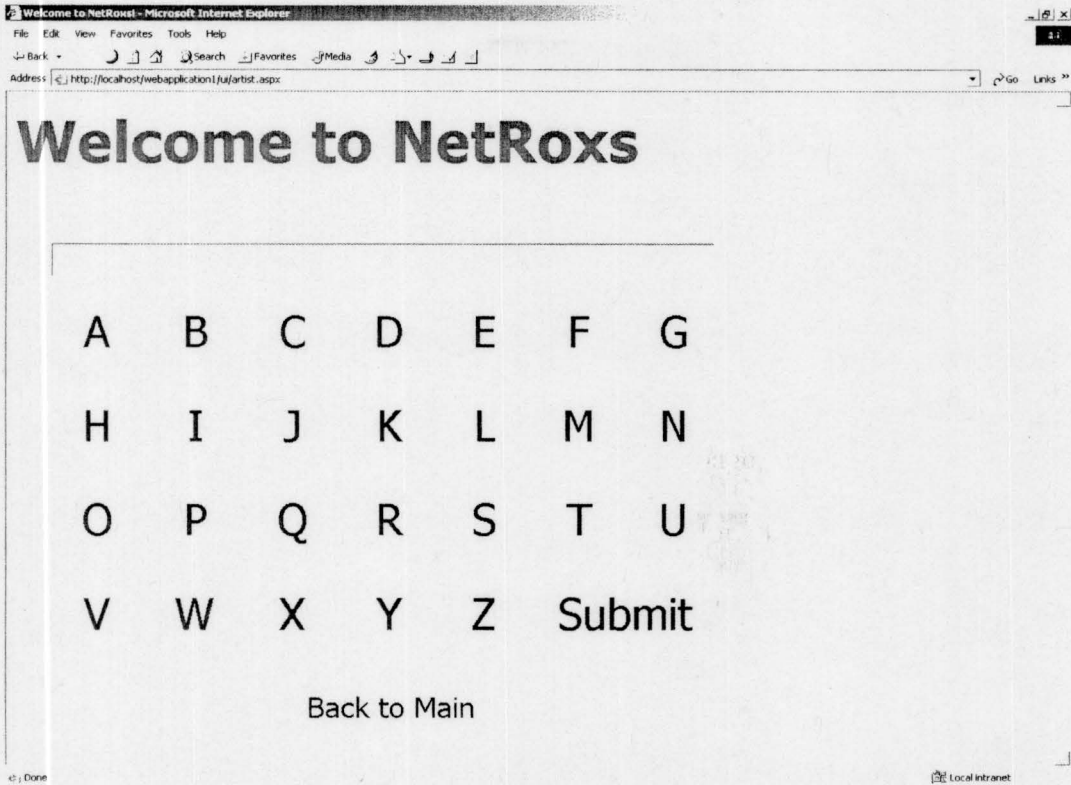 Welcome to NetRoxs! - Microsoft Internet Explorer
File Edit View Favorites Tools Help
Back Search Favorites Media
Address http://localhost/webapplication1/ui/artist.aspx Go Links »
Welcome to NetRoxs
A B C D E F G
H I J K L M N
O P Q R S T U
V W X Y Z Submit
Back to Main
Done Local intranet